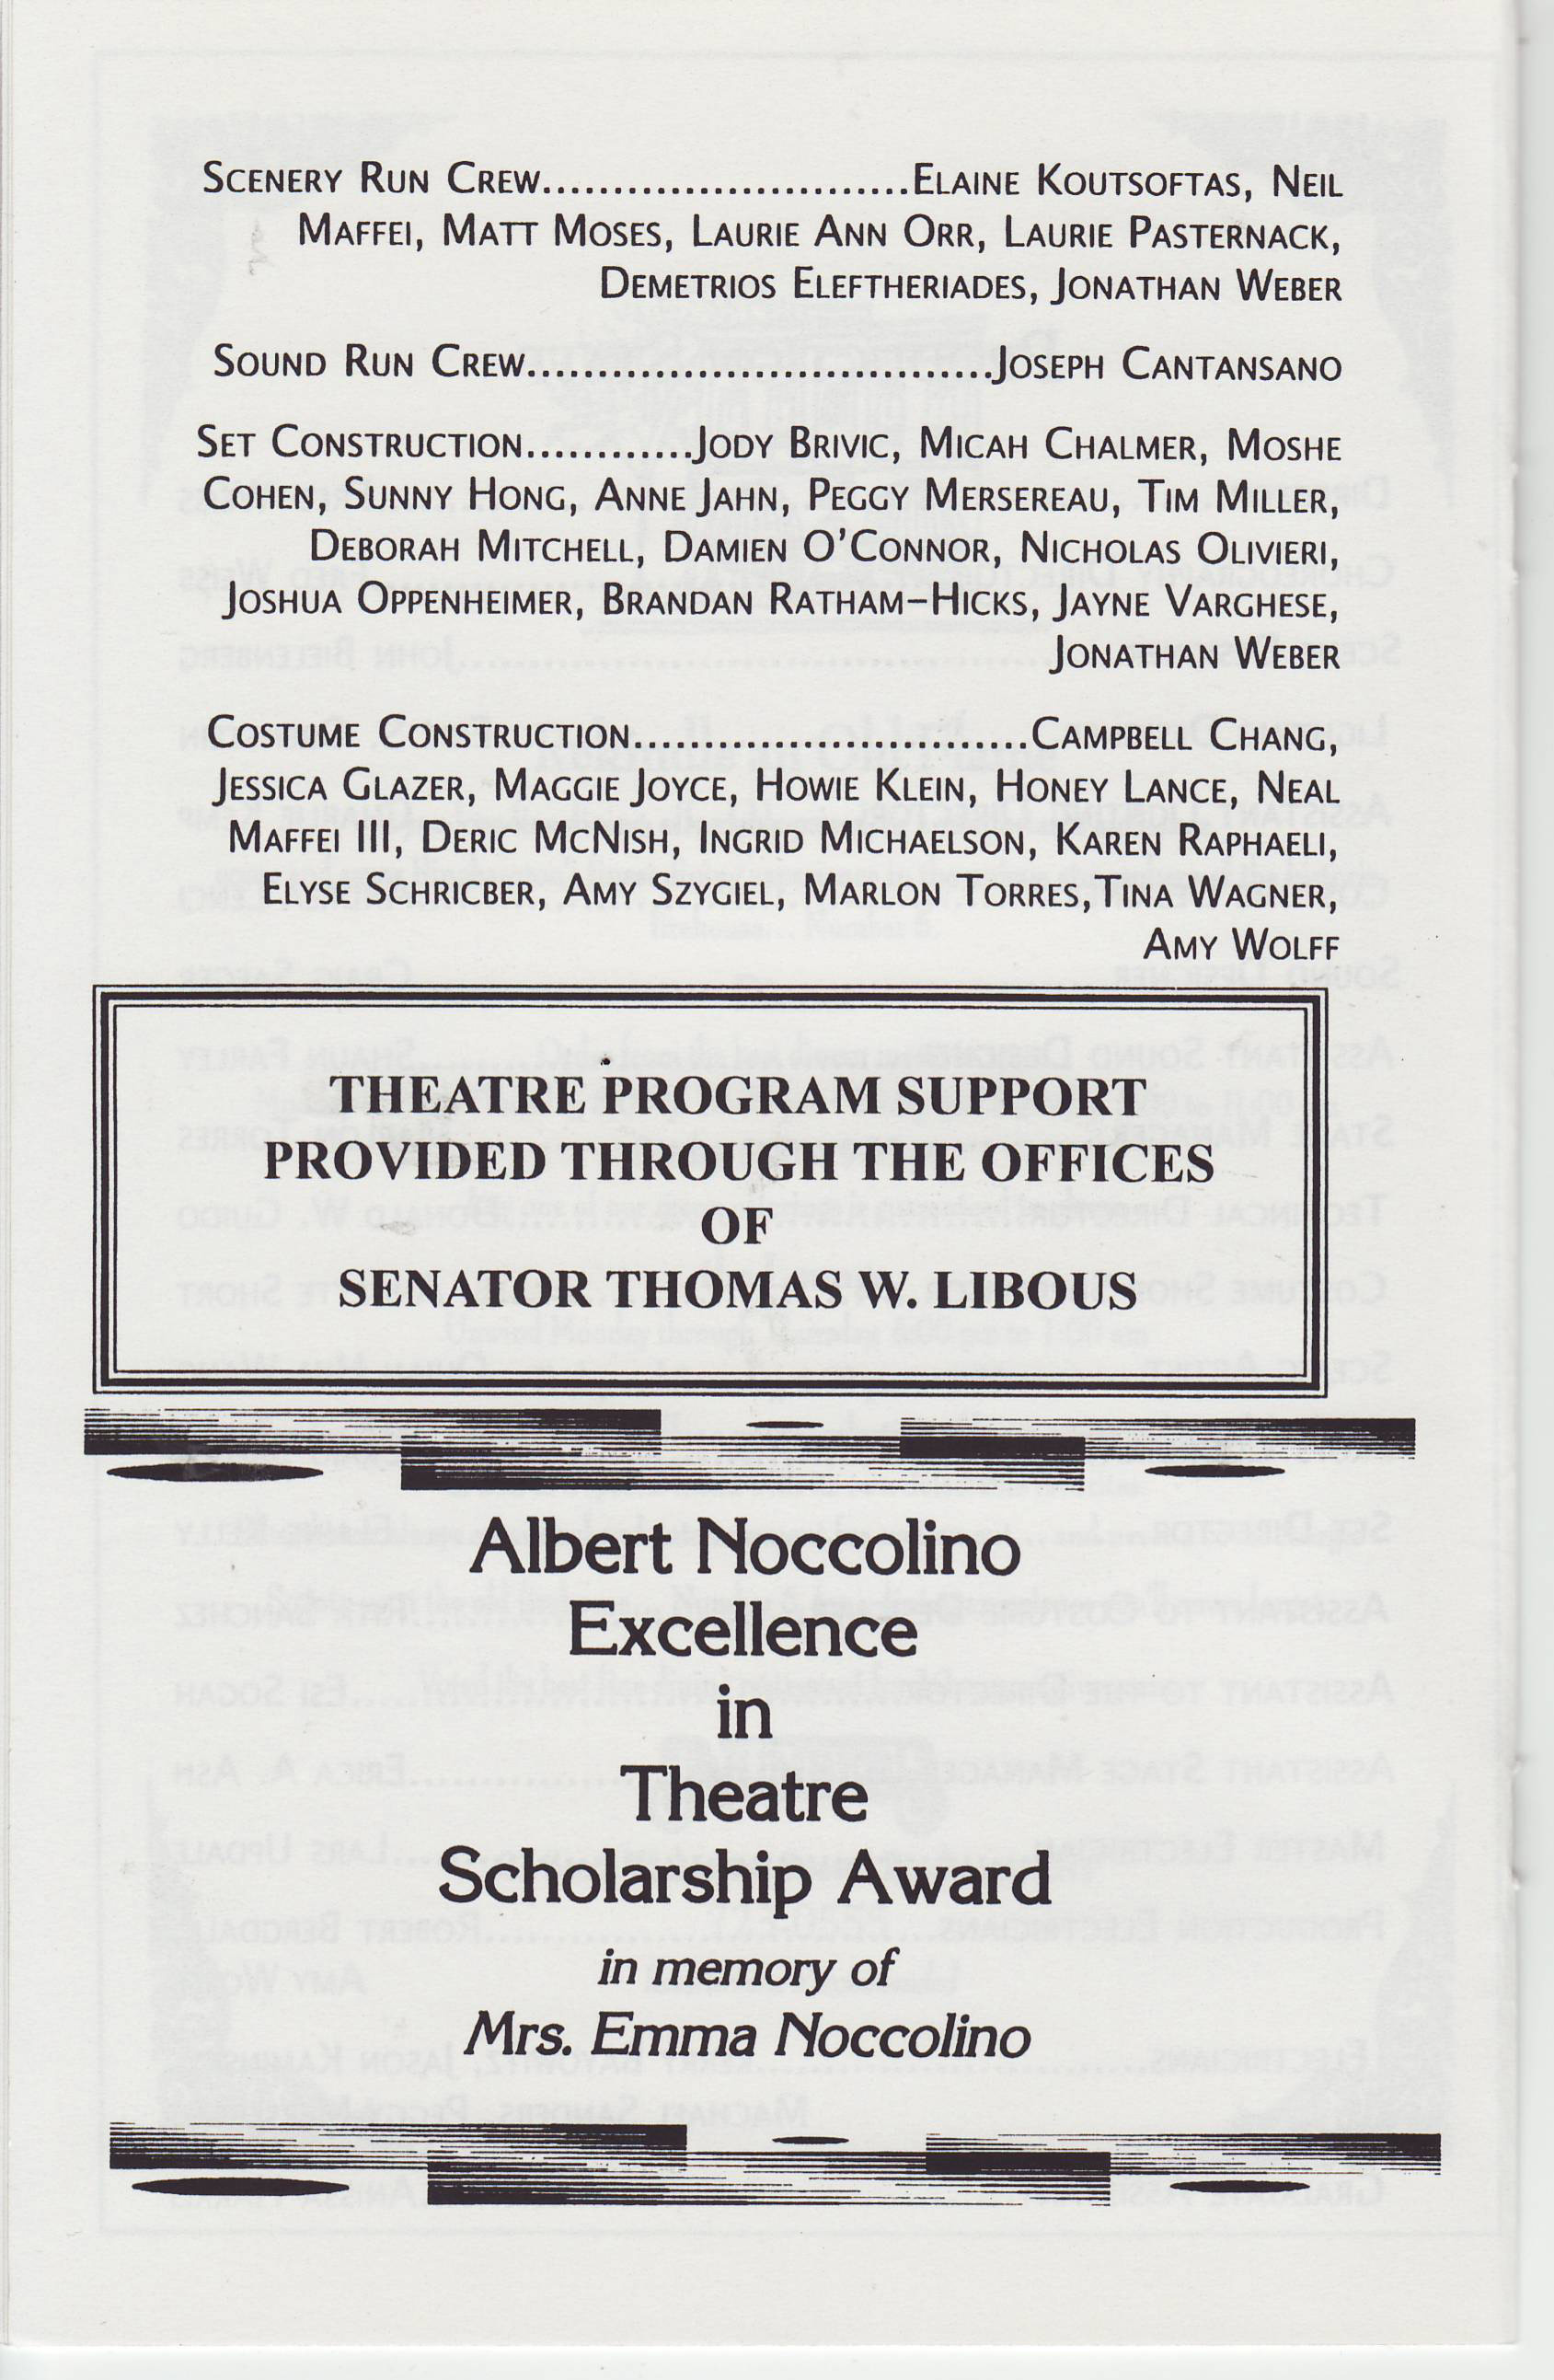 SCENERY RUN CREW..........................ELAINE KOUTSOFTAS, NEIL
MAFFEI, MATT MOSES, LAURIE ANN ORR, LAURIE PASTERNACK,
DEMETRIOS ELEFTHERIADES, JONATHAN WEBER
SOUND RUN CREW.................................JOSEPH CANTANSANO
SET CONSTRUCTION............JODY BRIVIC, MICAH CHALMER, MOSHE
COHEN, SUNNY HONG, ANNE JAHN, PEGGY MERSEREAU, TIM MILLER,
DEBORAH MITCHELL, DAMIEN O'CONNOR, NICHOLAS OLIVIERI,
JOSHUA OPPENHEIMER, BRANDAN RATHAM-HICKS, JAYNE VARGHESE,
JONATHAN WEBER
COSTUME CONSTRUCTION............................CAMPBELL CHANG,
JESSICA GLAZER, MAGGIE JOYCE, HOWIE KLEIN, HONEY LANCE, NEAL
MAFFEI III, DERIC MCNISH, INGRID MICHAELSON, KAREN RAPHAELI,
ELYSE SCHRICBER, AMY SZYGIEL, MARLON TORRES,TINA WAGNER,
AMY WOLFF
THEATRE PROGRAM SUPPORT
PROVIDED THROUGH THE OFFICES
OF
SENATOR THOMAS W. LIBOUS
Albert Noccolino
Excellence
in
Theatre
Scholarship Award
in memory of
Mrs. Emma Noccolino